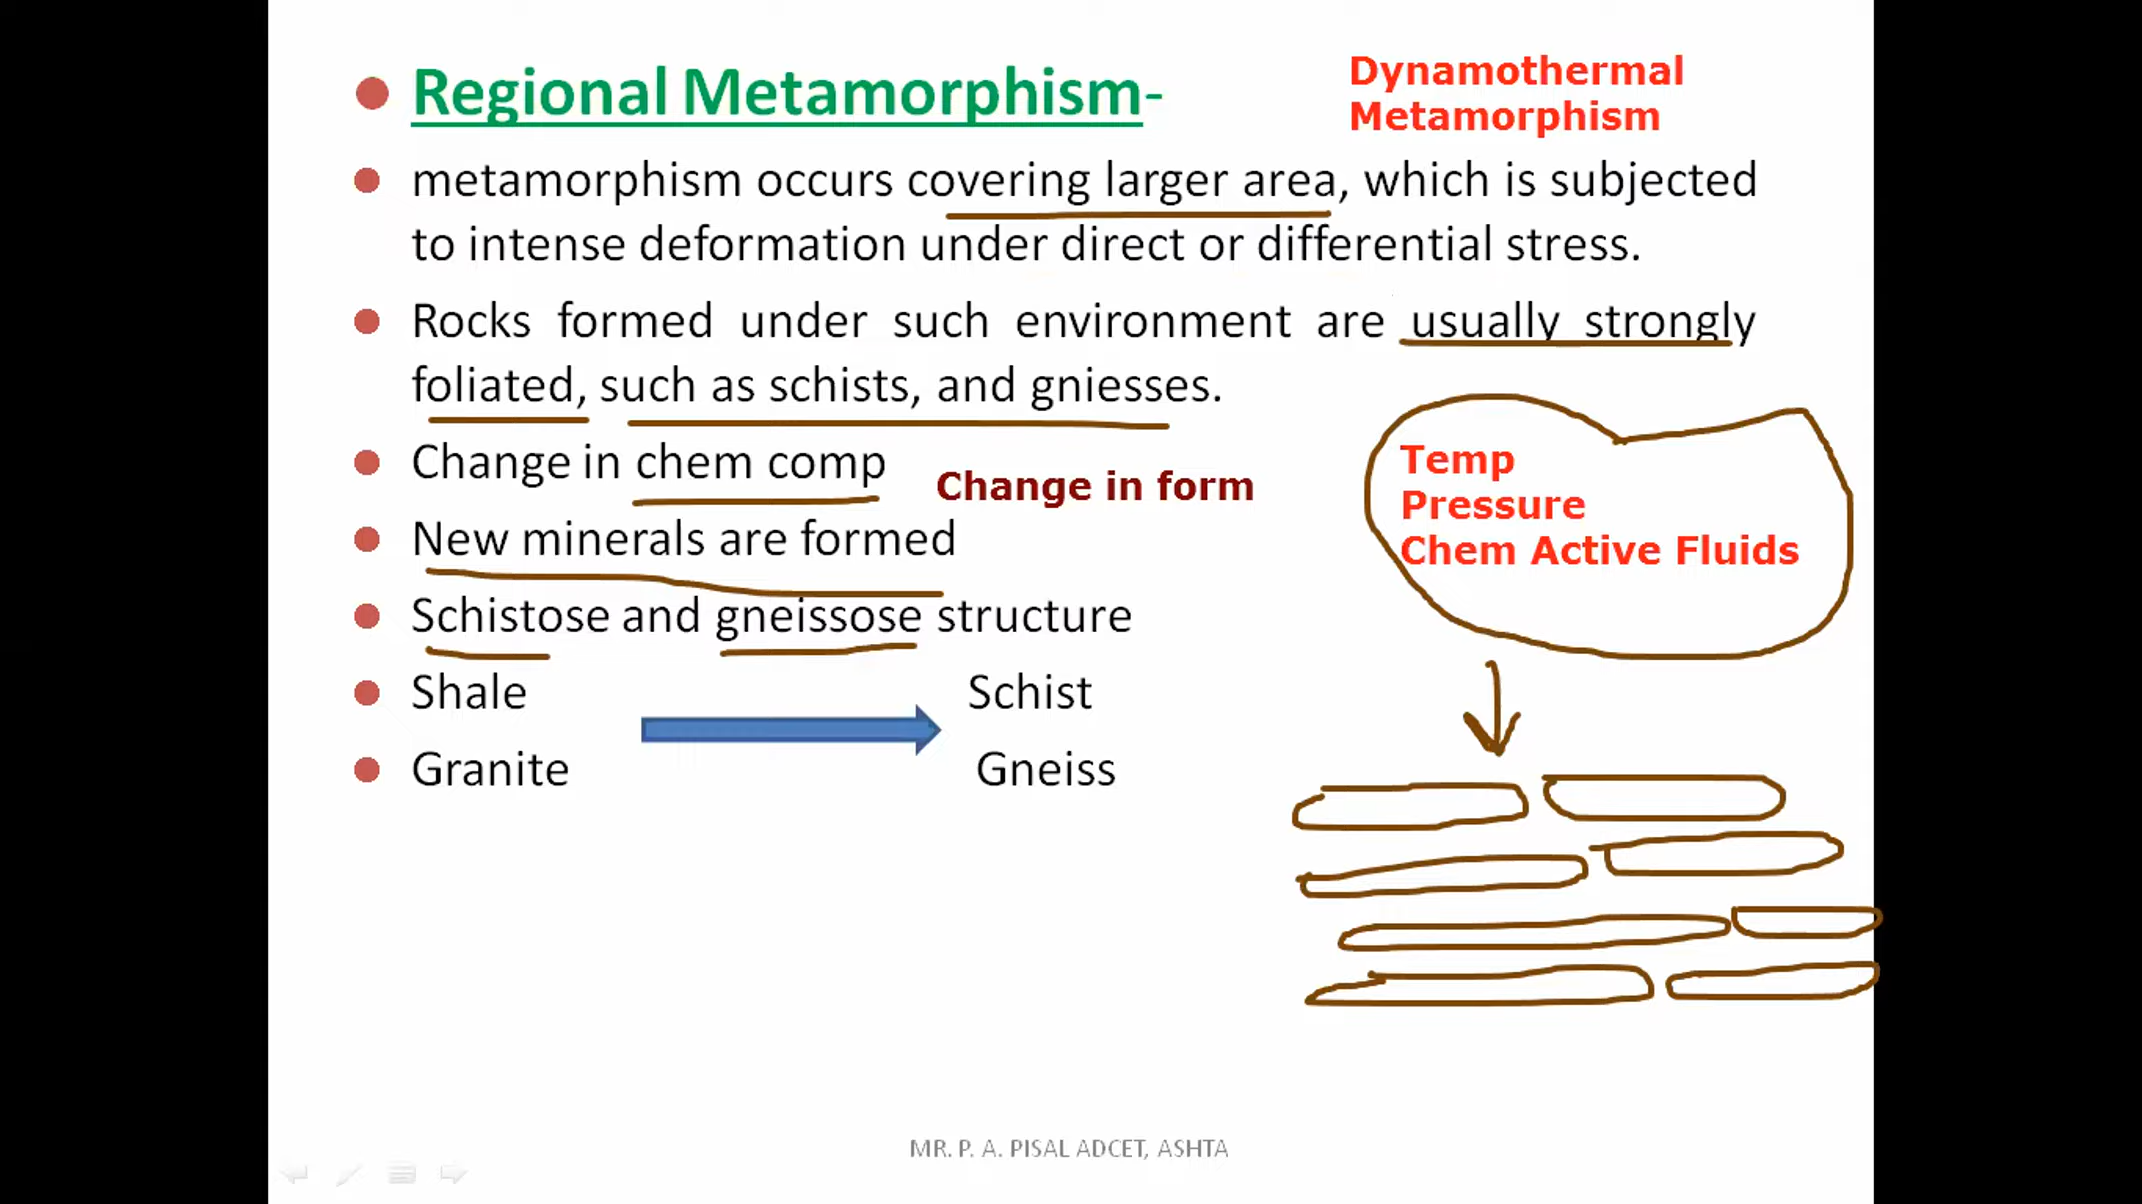 Regional Metamorphism-
Dynamothermal
Metamorphism
metamorphism occurs covering larger area, which is subjected
to intense deformation under direct or differential stress.
Rocks formed under such environment are usually strongly
foliated, such as schists, and gniesses.
Change in chem comp
Change in form
Temp
Pressure
Chem Active Fluids
New minerals are formed
Schistose and gneissose structure
Shale Schist
Granite Gneiss
MR. P. A. PISAL ADCET, ASHTA